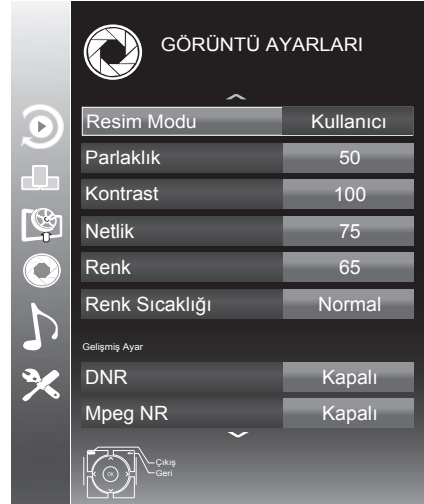 GÖRÜNTÜ AYARLARI
Resim Modu Kullanıcı
Parlaklık 50
Kontrast 100
Netlik 75
Renk 65
Renk Sıcaklığı Normal
Gelişmiş Ayar
DNR Kapalı
Mpeg NR Kapalı
Çıkış
OK Geri